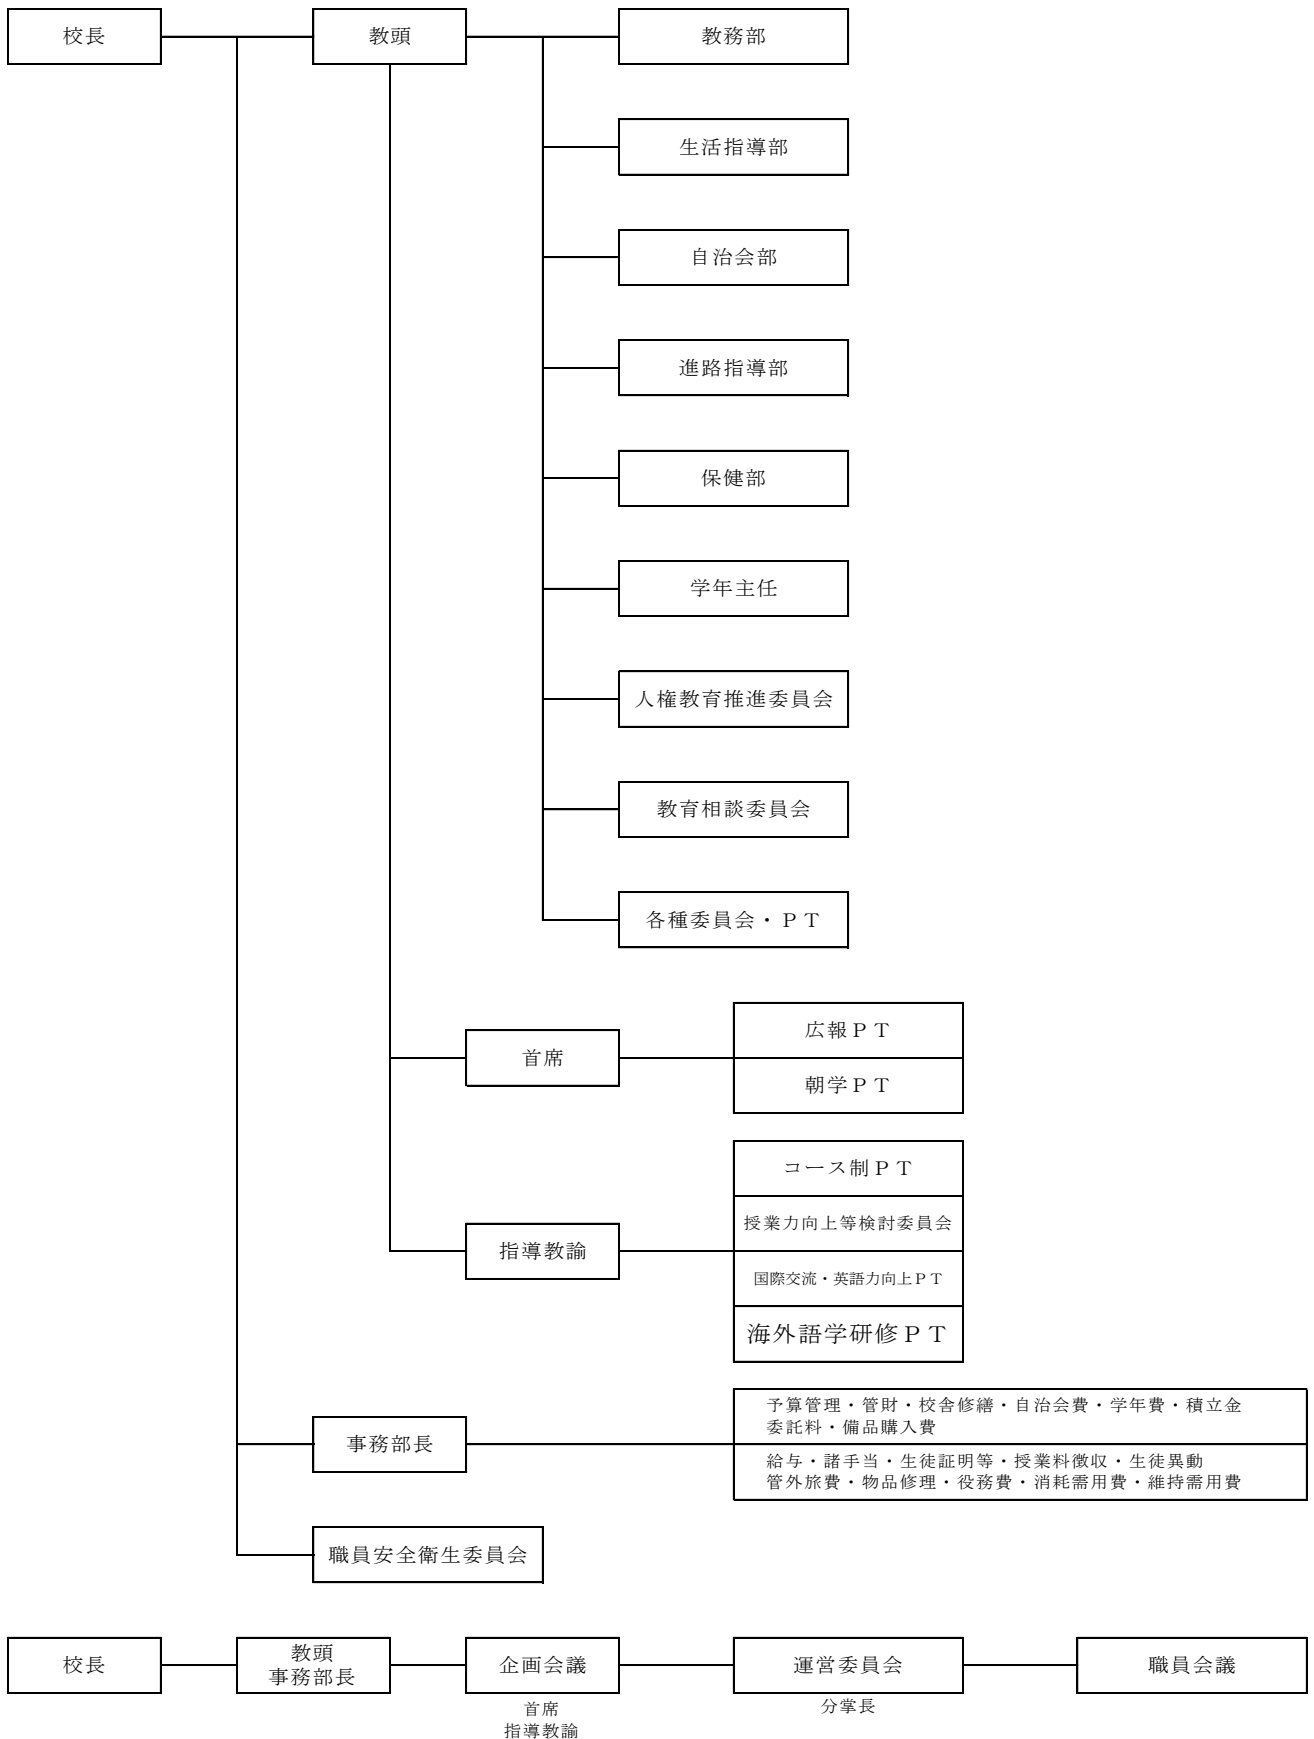 校長
教頭
教務部
生活指導部
自治会部
進路指導部
保健部
学年主任
人権教育推進委員会
教育相談委員会
各種委員会・ＰＴ
首席
広報ＰＴ
朝学ＰＴ
指導教諭
コース制ＰＴ
授業力向上等検討委員会
国際交流・英語力向上ＰＴ
海外語学研修ＰＴ
事務部長
予算管理・管財・校舎修繕・自治会費・学年費・積立金
委託料・備品購入費
給与・諸手当・生徒証明等・授業料徴収・生徒異動
管外旅費・物品修理・役務費・消耗需用費・維持需用費
職員安全衛生委員会
校長
教頭
事務部長
企画会議
首席
指導教諭
運営委員会
分掌長
職員会議